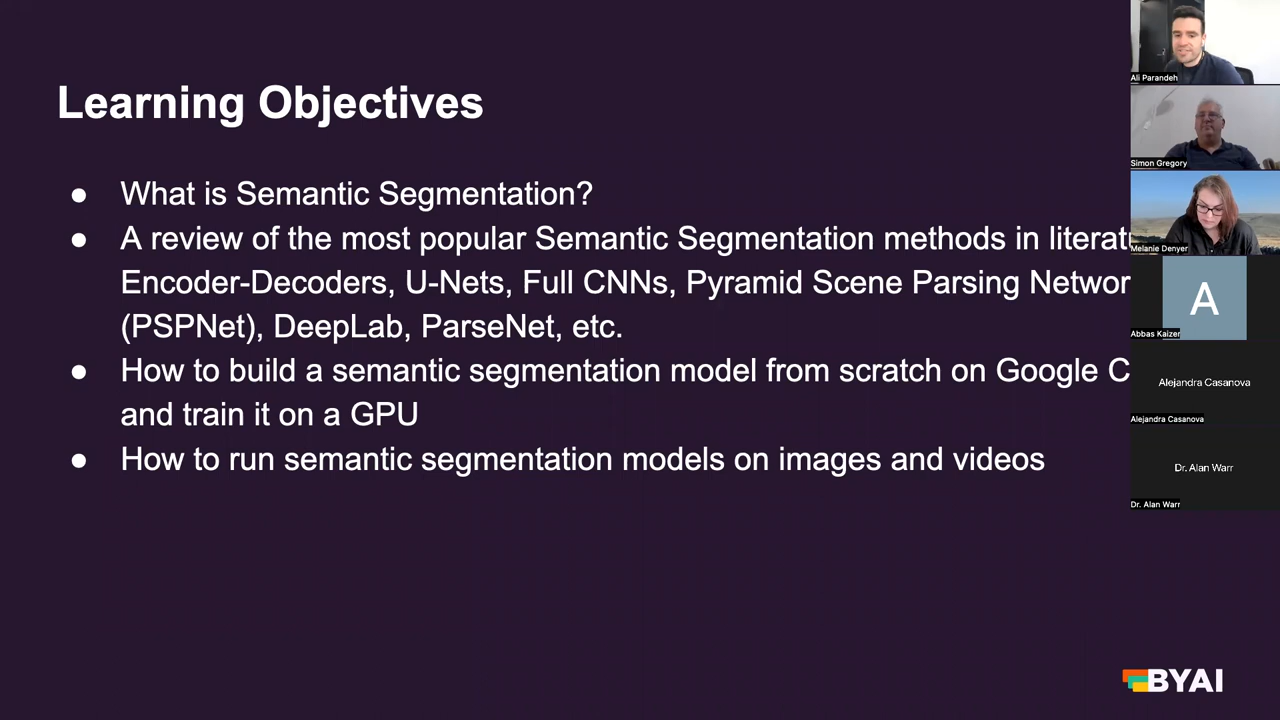 Learning Objectives
● What is Semantic Segmentation?
● A review of the most popular Semantic Segmentation methods in
Encoder-Decoders, U-Nets, Full CNNs, Pyramid Scene Parsing
(PSPNet), DeepLab, ParseNet, etc.
● How to build a semantic segmentation model from scratch on Google
and train it on a GPU
● How to run semantic segmentation models on images and videos
Ali Parandeh
Simon Gregory
Melanie Denyer
A
Abbas Kaizer
Alejandra Casanova
Alejandra Casanova
Dr. Alan Warr
Dr. Alan Warr
BYAI